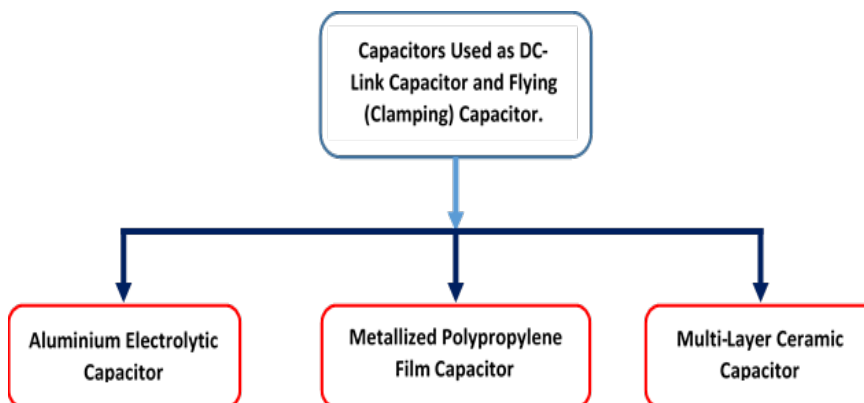 Capacitors Used as DC-
Link Capacitor and Flying
(Clamping) Capacitor.
Aluminium Electrolytic
Capacitor
Metallized Polypropylene
Film Capacitor
Multi-Layer Ceramic
Capacitor